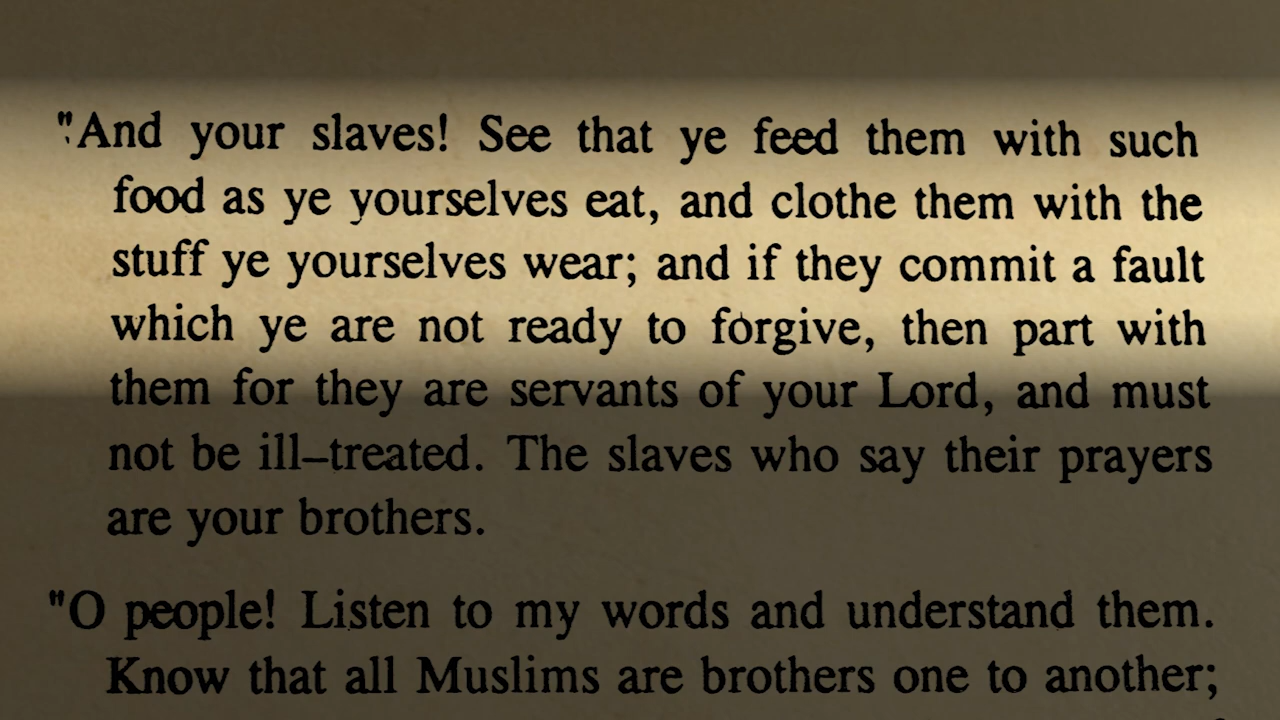 "And your slaves! See that ye feed them with such
food as ye yourselves eat, and clothe them with the
stuff ye yourselves wear; and if they commit a fault
which ye are not ready to forgive, then part with
them for they are servants of your Lord, and must
not be ill–treated. The slaves who say their prayers
are your brothers.
"O people! Listen to my words and understand them.
Know that all Muslims are brothers one to another;